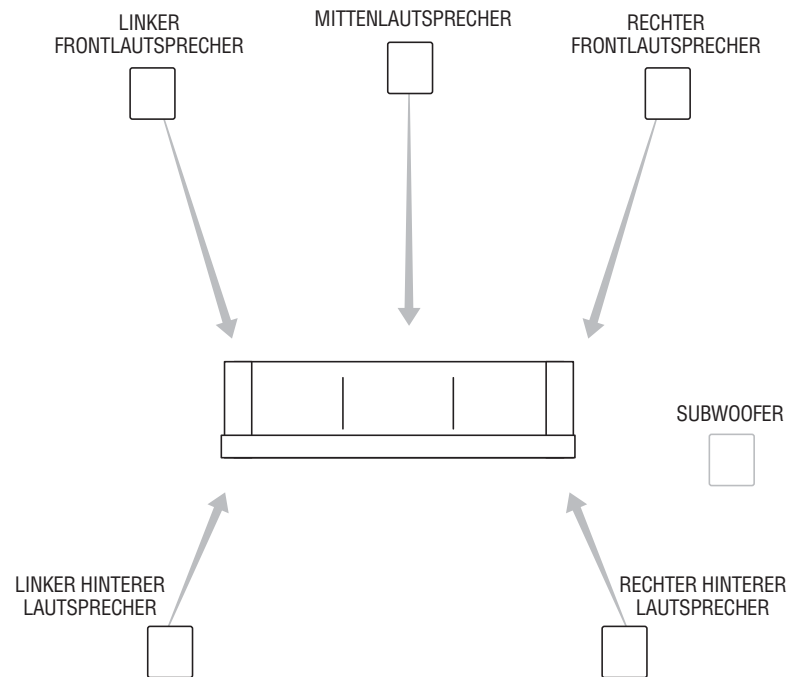 LINKER
FRONTLAUTSPRECHER
MITTENLAUTSPRECHER
RECHTER
FRONTLAUTSPRECHER
SUBWOOFER
LINKER HINTERER
LAUTSPRECHER
RECHTER HINTERER
LAUTSPRECHER